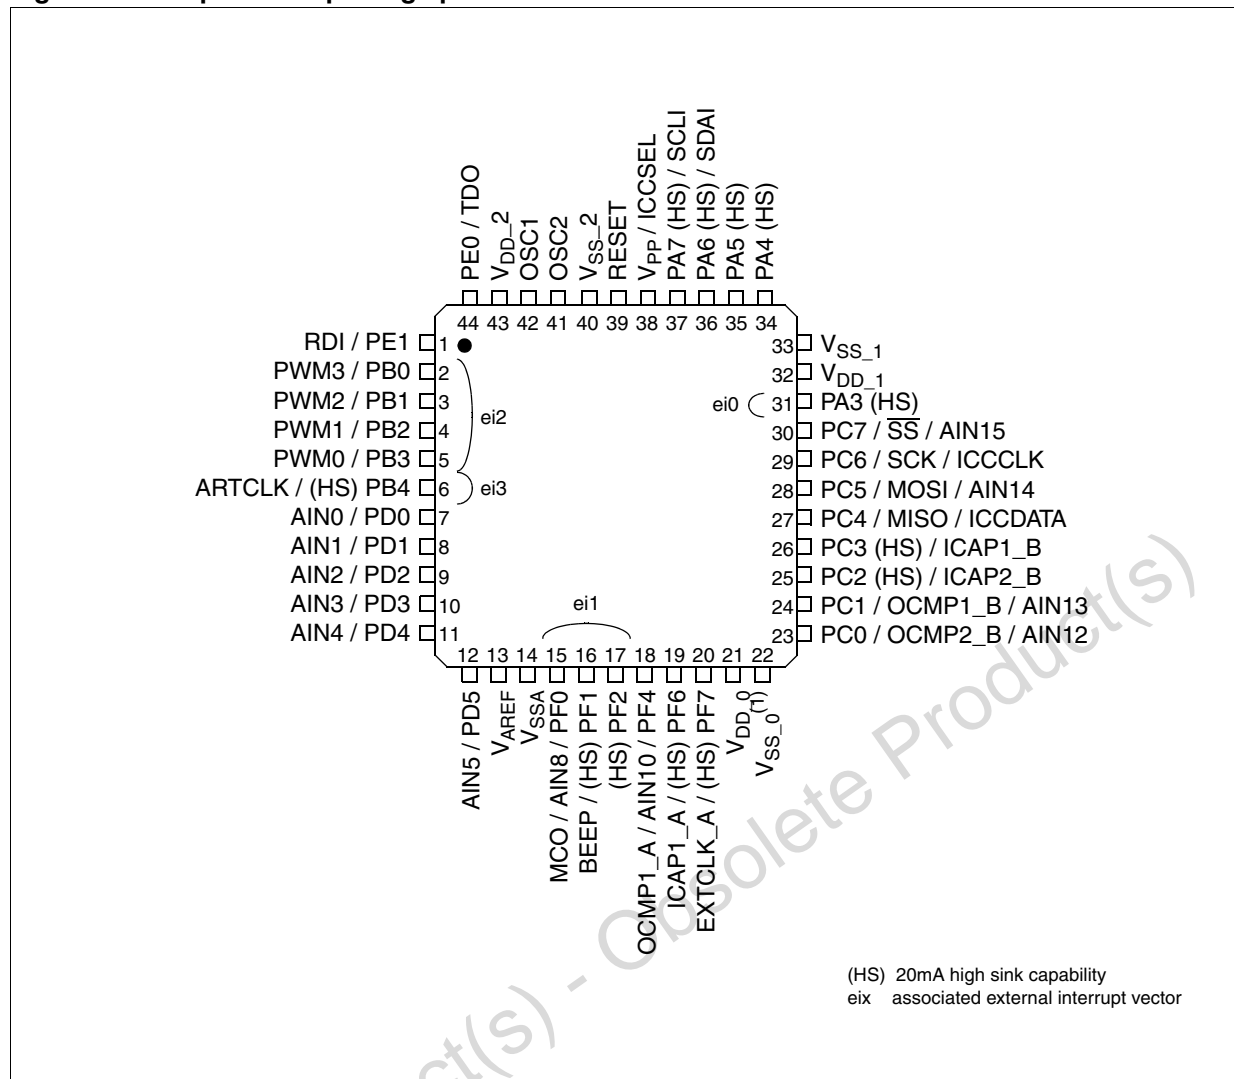 PE0 / TDO
VDD_2
OSC1
OSC2
VSS_2
RESET
VPP / ICCSEL
PA7 (HS) / SCLI
PA6 (HS) / SDAI
PA5 (HS)
PA4 (HS)
44 43 42 41 40 39 38 37 36 35 34
RDI / PE1 1
PWM3 / PB0 2
PWM2 / PB1 3
PWM1 / PB2 4
PWM0 / PB3 5
ARTCLK / (HS) PB4 6
AIN0 / PD0 7
AIN1 / PD1 8
AIN2 / PD2 9
AIN3 / PD3 10
AIN4 / PD4 11
ei2
ei3
ei0
ei1
33 VSS_1
32 VDD_1
31 PA3 (HS)
30 PC7 / SS / AIN15
29 PC6 / SCK / ICCCLK
28 PC5 / MOSI / AIN14
27 PC4 / MISO / ICCDATA
26 PC3 (HS) / ICAP1_B
25 PC2 (HS) / ICAP2_B
24 PC1 / OCMP1_B / AIN13
23 PC0 / OCMP2_B / AIN12
12 13 14 15 16 17 18 19 20 21 22
AIN5 / PD5
VAREF
VSSA
MCO / AIN8 / PF0
BEEP / (HS) PF1
(HS) PF2
OCMP1_A / AIN10 / PF4
ICAP1_A / (HS) PF6
EXTCLK_A / (HS) PF7
VDD_0
VSS_0(1)
(HS) 20mA high sink capability
eix associated external interrupt vector
ct(s) - Obsolete Product(s)